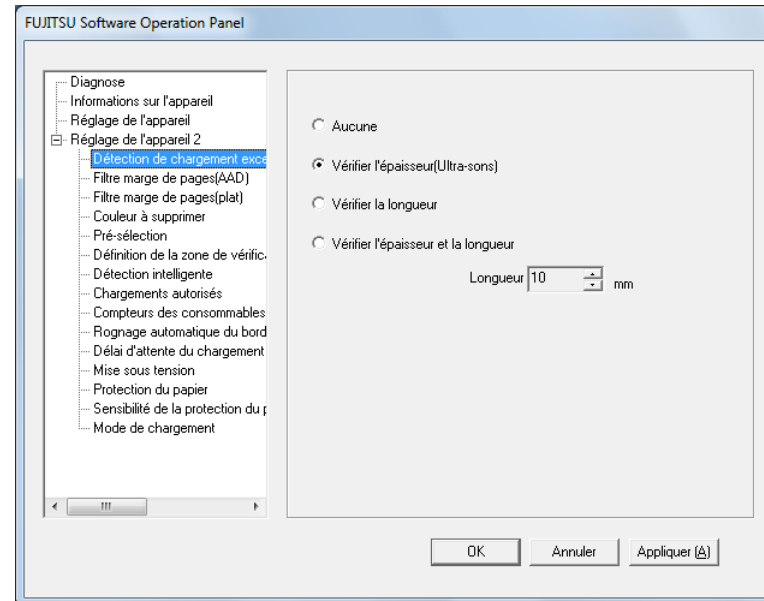 FUJITSU Software Operation Panel
Diagnose
Informations sur l'appareil
Réglage de l'appareil
Réglage de l'appareil 2
Détection de chargement exce
Filtre marge de pages(AAD)
Filtre marge de pages(plat)
Couleur à supprimer
Pré-sélection
Définition de la zone de vérific
Détection intelligente
Chargements autorisés
Compteurs des consommables
Rognage automatique du bord
Délai d'attente du chargement
Mise sous tension
Protection du papier
Sensibilité de la protection du p
Mode de chargement
Aucune
Vérifier l'épaisseur(Ultra-sons)
Vérifier la longueur
Vérifier l'épaisseur et la longueur
Longueur 10 mm
OK Annuler Appliquer (A)